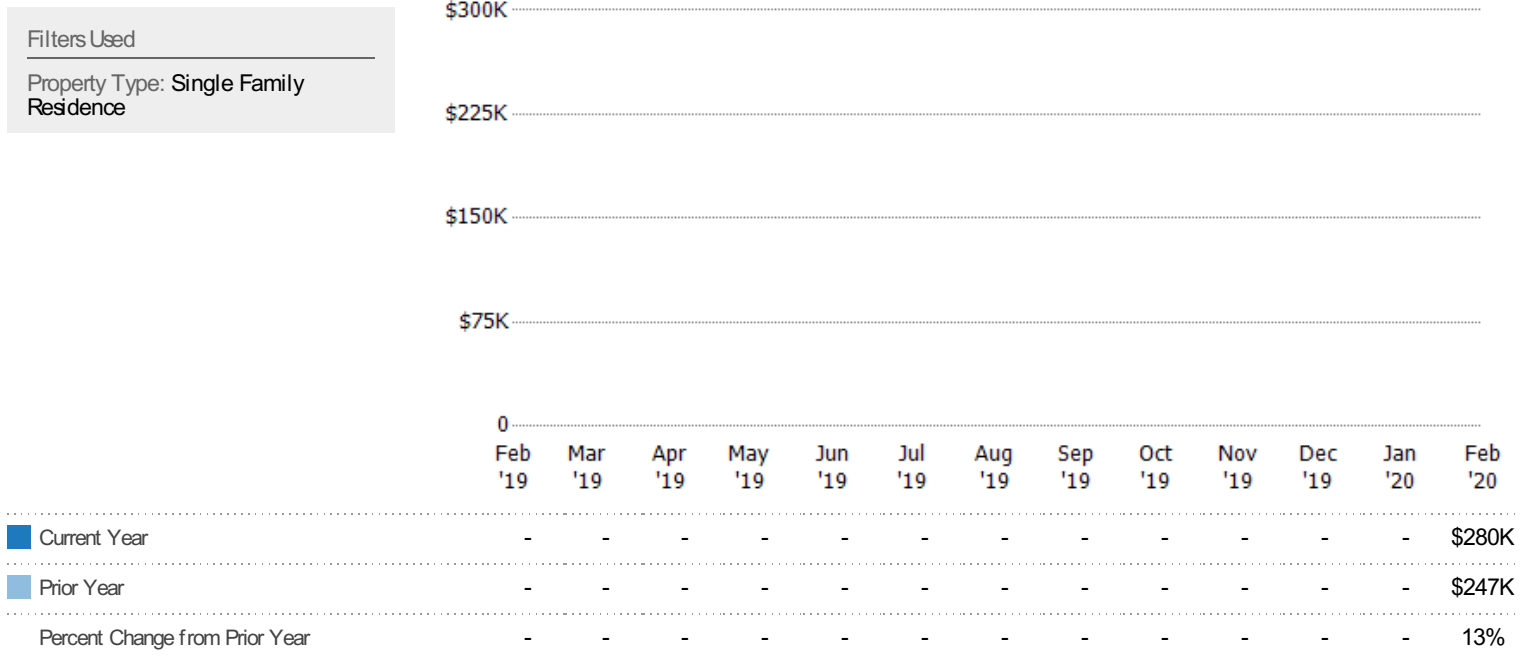 Filters Used
Property Type: Single Family
Residence
$300K
$225K
$150K
$75K
0
Feb Mar Apr May Jun Jul Aug Sep Oct Nov Dec Jan Feb
'19 '19 '19 '19 '19 '19 '19 '19 '19 '19 '19 '20 '20
Current Year - - - - - - - - - - - - $280K
Prior Year - - - - - - - - - - - - $247K
Percent Change from Prior Year - - - - - - - - - - - - 13%